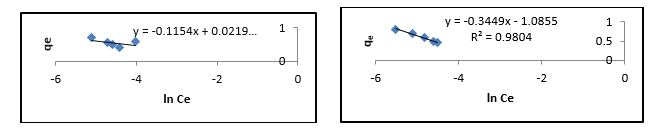 y = -0.1154x + 0.0219...
1
0
qe
-6
-4
-2
0
ln Ce
y = -0.3449x - 1.0855
R² = 0.9804
1
0.5
0
qe
-6
-4
-2
0
ln Ce